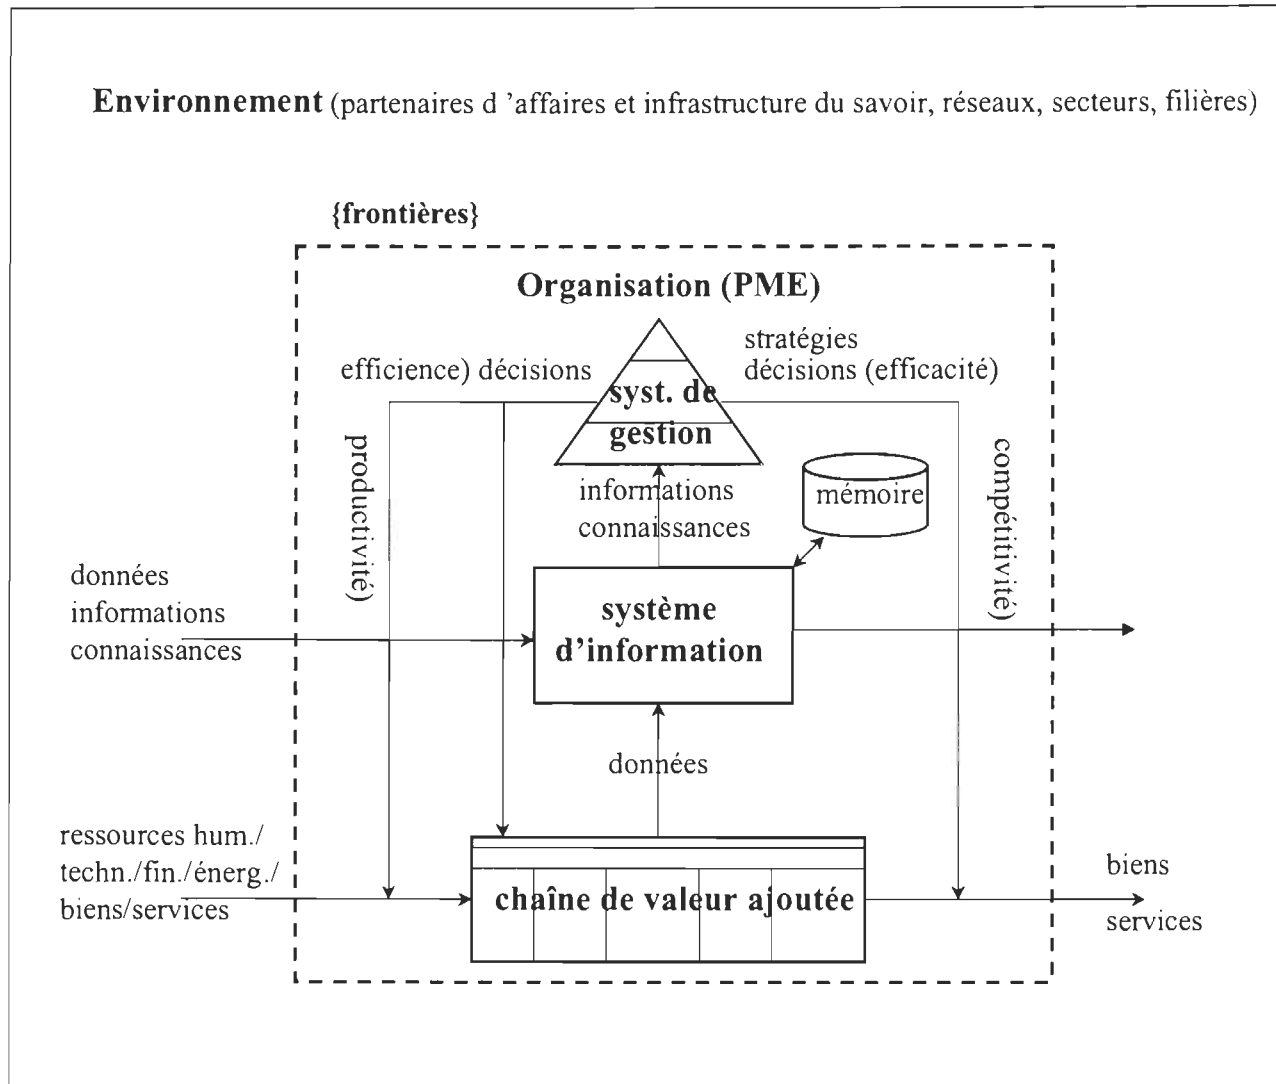 Environnement (partenaires d 'affaires et infrastructure du savoir, réseaux, secteurs, filières)
{frontières}
Organisation (PME)
efficience) décisions
stratégies
décisions (efficacité)
syst. de
gestion
productivité)
compétitivité)
informations
connaissances
mémoire
données
informations
connaissances
système
d'information
données
ressources hum./
techn./fin./énerg./
biens/services
chaîne de valeur ajoutée
biens
services